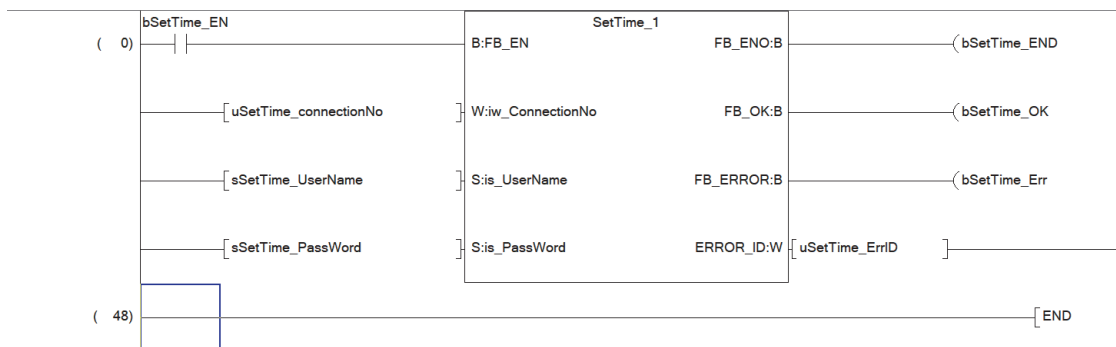 bSetTime_EN
SetTime_1
( 0) B:FB_EN FB_ENO:B bSetTime_END
uSetTime_connectionNo W:iw_ConnectionNo FB_OK:B bSetTime_OK
sSetTime_UserName S:is_UserName FB_ERROR:B bSetTime_Err
sSetTime_PassWord S:is_PassWord ERROR_ID:W uSetTime_ErrID
( 48) END